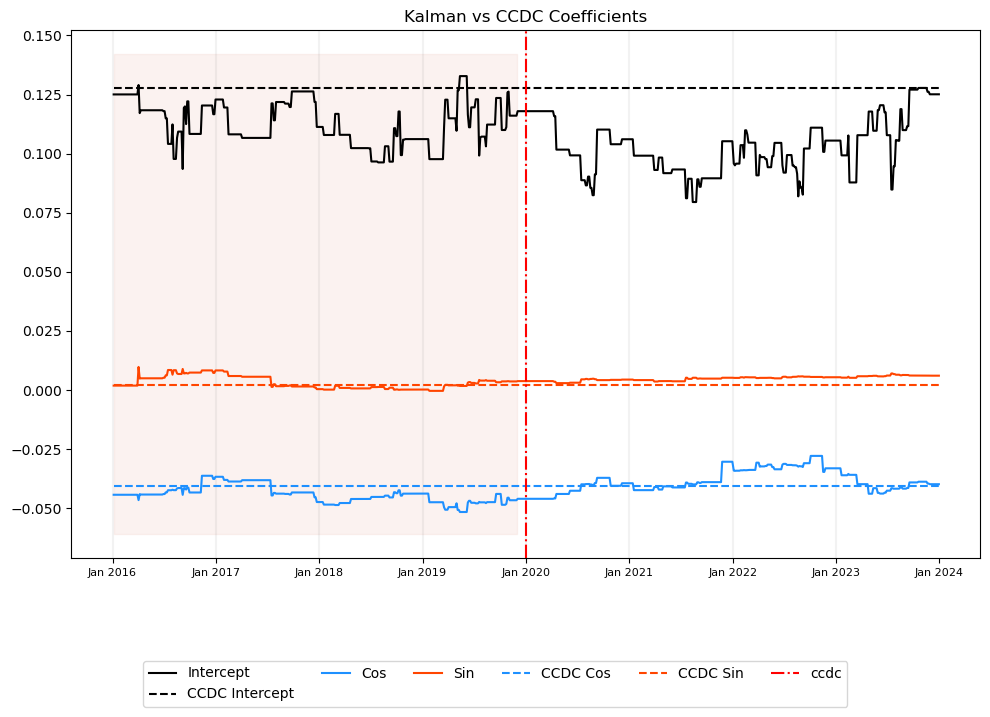 Kalman vs CCDC Coefficients
0.150
0.125
0.100
0.075
0.050
0.025
0.000
−0.025
−0.050
Jan 2016 Jan 2017 Jan 2018 Jan 2019 Jan 2020 Jan 2021 Jan 2022 Jan 2023 Jan 2024
Intercept Cos Sin CCDC Cos CCDC Sin ccdc
CCDC Intercept